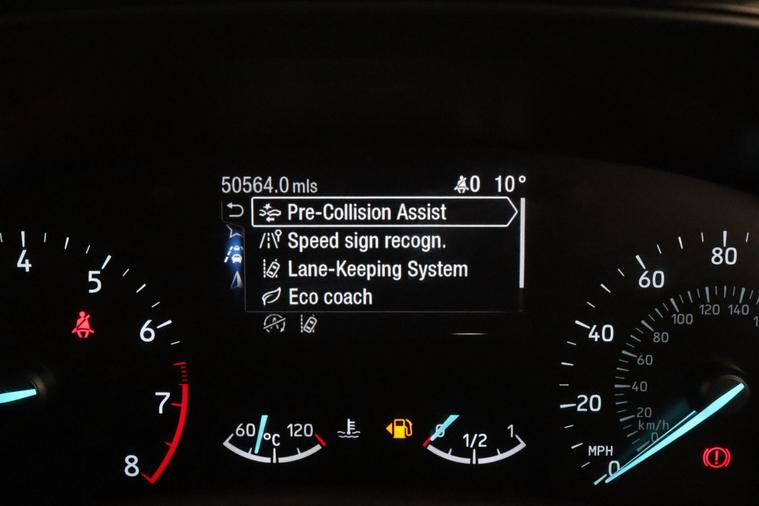 50564.0 mls
0 10°
Pre-Collision Assist
Speed sign recogn.
Lane-Keeping System
Eco coach
4
5
6
7
8
60 °C 120
0 1/2 1
0
20
40
60
80
MPH
0
20
40
60
80
100
120
140
km/h